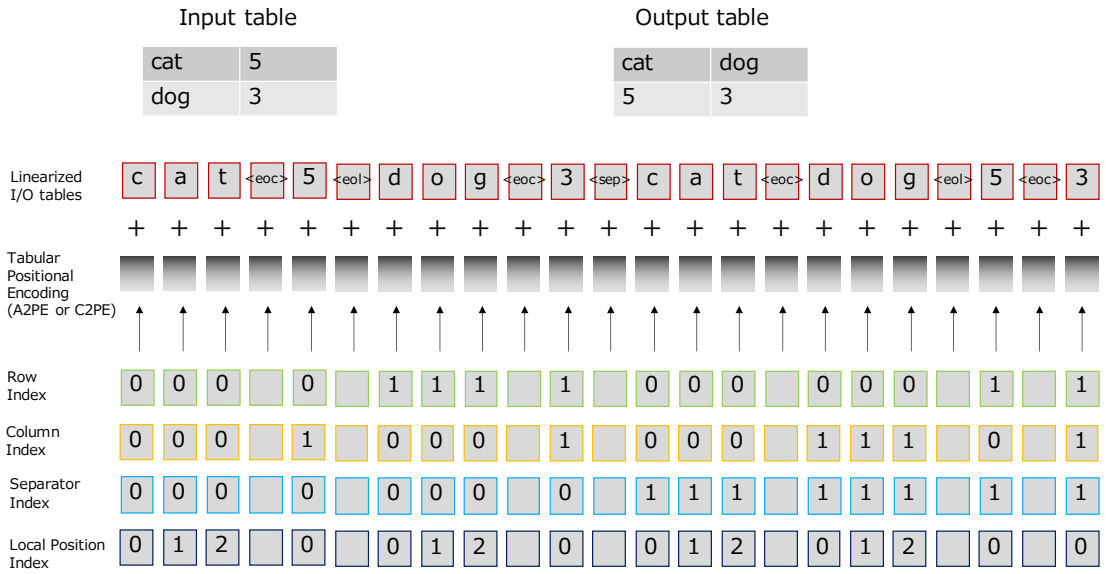 Input table
Output table
cat 5
dog 3
cat dog
5 3
Linearized
I/O tables
c a t <eoc> 5 <eol> d o g <eoc> 3 <sep> c a t <eoc> d o g <eol> 5 <eoc> 3
+ + + + + + + + + + + + + + + + + + + + + + +
Tabular
Positional
Encoding
(A2PE or C2PE)
Row
Index
0 0 0 0 1 1 1 1 0 0 0 0 0 0 1 1
Column
Index
0 0 0 1 0 0 0 1 0 0 0 1 1 1 0 1
Separator
Index
0 0 0 0 0 0 0 0 1 1 1 1 1 1 1 1
Local Position
Index
0 1 2 0 0 1 2 0 0 1 2 0 1 2 0 0